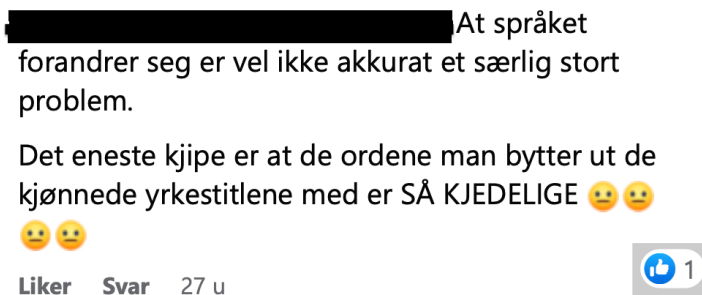 At språket
forandrer seg er vel ikke akkurat et særlig stort
problem.
Det eneste kjipe er at de ordene man bytter ut de
kjønnede yrkestitlene med er SÅ KJEDELIGE 😐😐
😐😐
Liker Svar 27 u
1